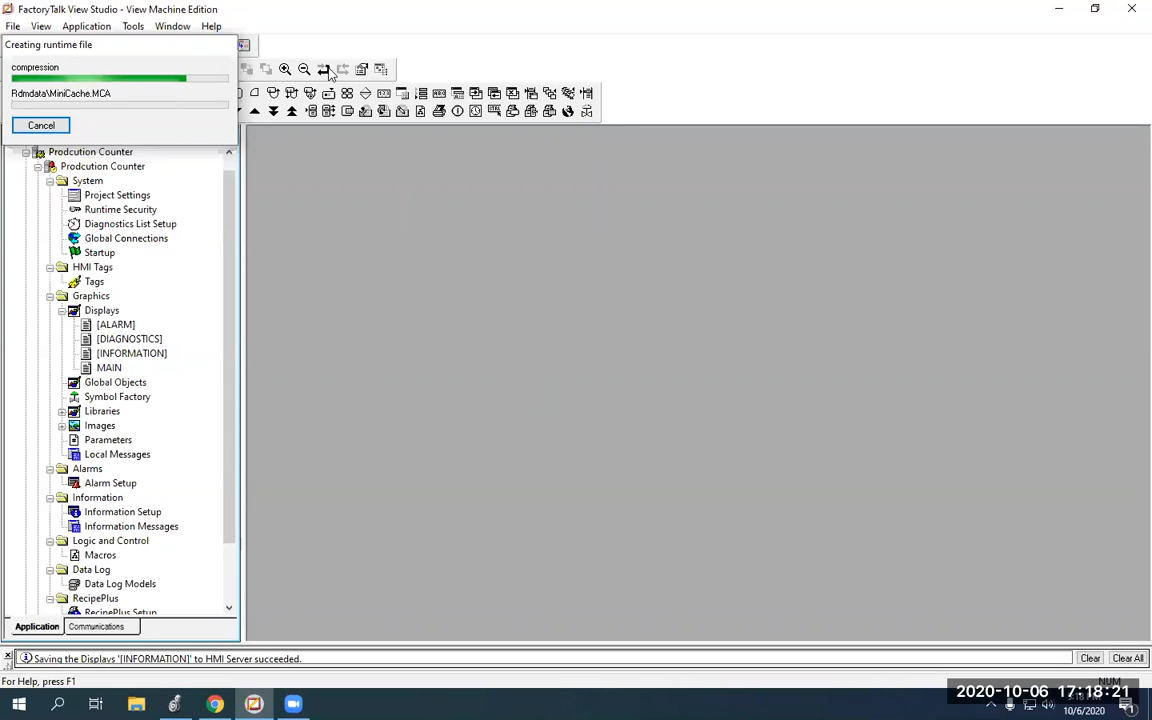 FactoryTalk View Studio - View Machine Edition
File View Application Tools Window Help
Creating runtime file
compression
Rdmdata\MiniCache.MCA
Cancel
Prodcution Counter
Prodcution Counter
System
Project Settings
Runtime Security
Diagnostics List Setup
Global Connections
Startup
HMI Tags
Tags
Graphics
Displays
[ALARM]
[DIAGNOSTICS]
[INFORMATION]
MAIN
Global Objects
Symbol Factory
Libraries
Images
Parameters
Local Messages
Alarms
Alarm Setup
Information
Information Setup
Information Messages
Logic and Control
Macros
Data Log
Data Log Models
RecipePlus
RecipePlus Setup
Application Communications
Saving the Displays '[INFORMATION]' to HMI Server succeeded.
Clear Clear All
For Help, press F1
NUM
2020-10-06 17:18:21
10/6/2020